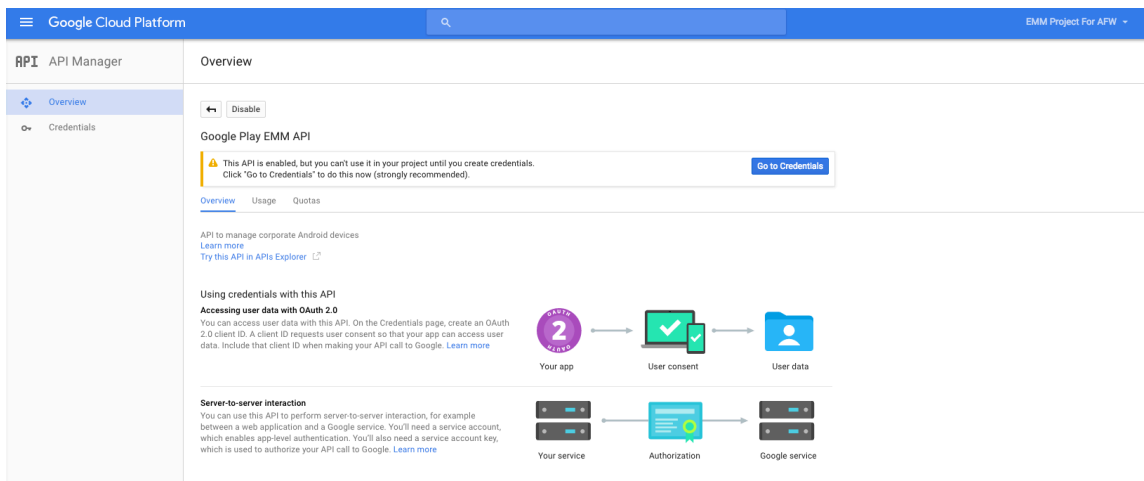 Google Cloud Platform
EMM Project For AFW
API API Manager
Overview
Overview
Credentials
Disable
Google Play EMM API
This API is enabled, but you can't use it in your project until you create credentials.
Click "Go to Credentials" to do this now (strongly recommended).
Go to Credentials
Overview Usage Quotas
API to manage corporate Android devices
Learn more
Try this API in APIs Explorer
Using credentials with this API
Accessing user data with OAuth 2.0
You can access user data with this API. On the Credentials page, create an OAuth
2.0 client ID. A client ID requests user consent so that your app can access user
data. Include that client ID when making your API call to Google. Learn more
OAUTH
2
OAUTH
Your app
User consent
User data
Server-to-server interaction
You can use this API to perform server-to-server interaction, for example
between a web application and a Google service. You'll need a service account,
which enables app-level authentication. You'll also need a service account key,
which is used to authorize your API call to Google. Learn more
Your service
Authorization
Google service